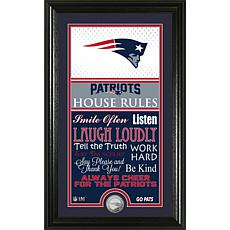 PATRIOTS
HOUSE RULES
Smile Often Listen
LAUGH LOUDLY
Tell the Truth WORK
HARD
Say Please and
Thank You! Be Kind
ALWAYS CHEER
FOR THE PATRIOTS
GO PATS